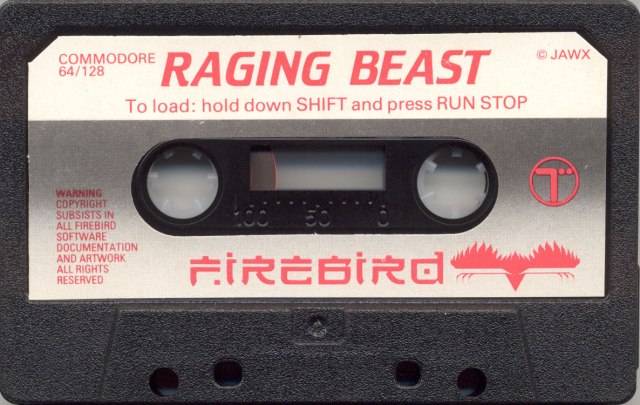 COMMODORE
64/128
RAGING BEAST
© JAWX
To load: hold down SHIFT and press RUN STOP
100 50 0
WARNING
COPYRIGHT
SUBSISTS IN
ALL FIREBIRD
SOFTWARE
DOCUMENTATION
AND ARTWORK
ALL RIGHTS
RESERVED
FIREBIRD
T